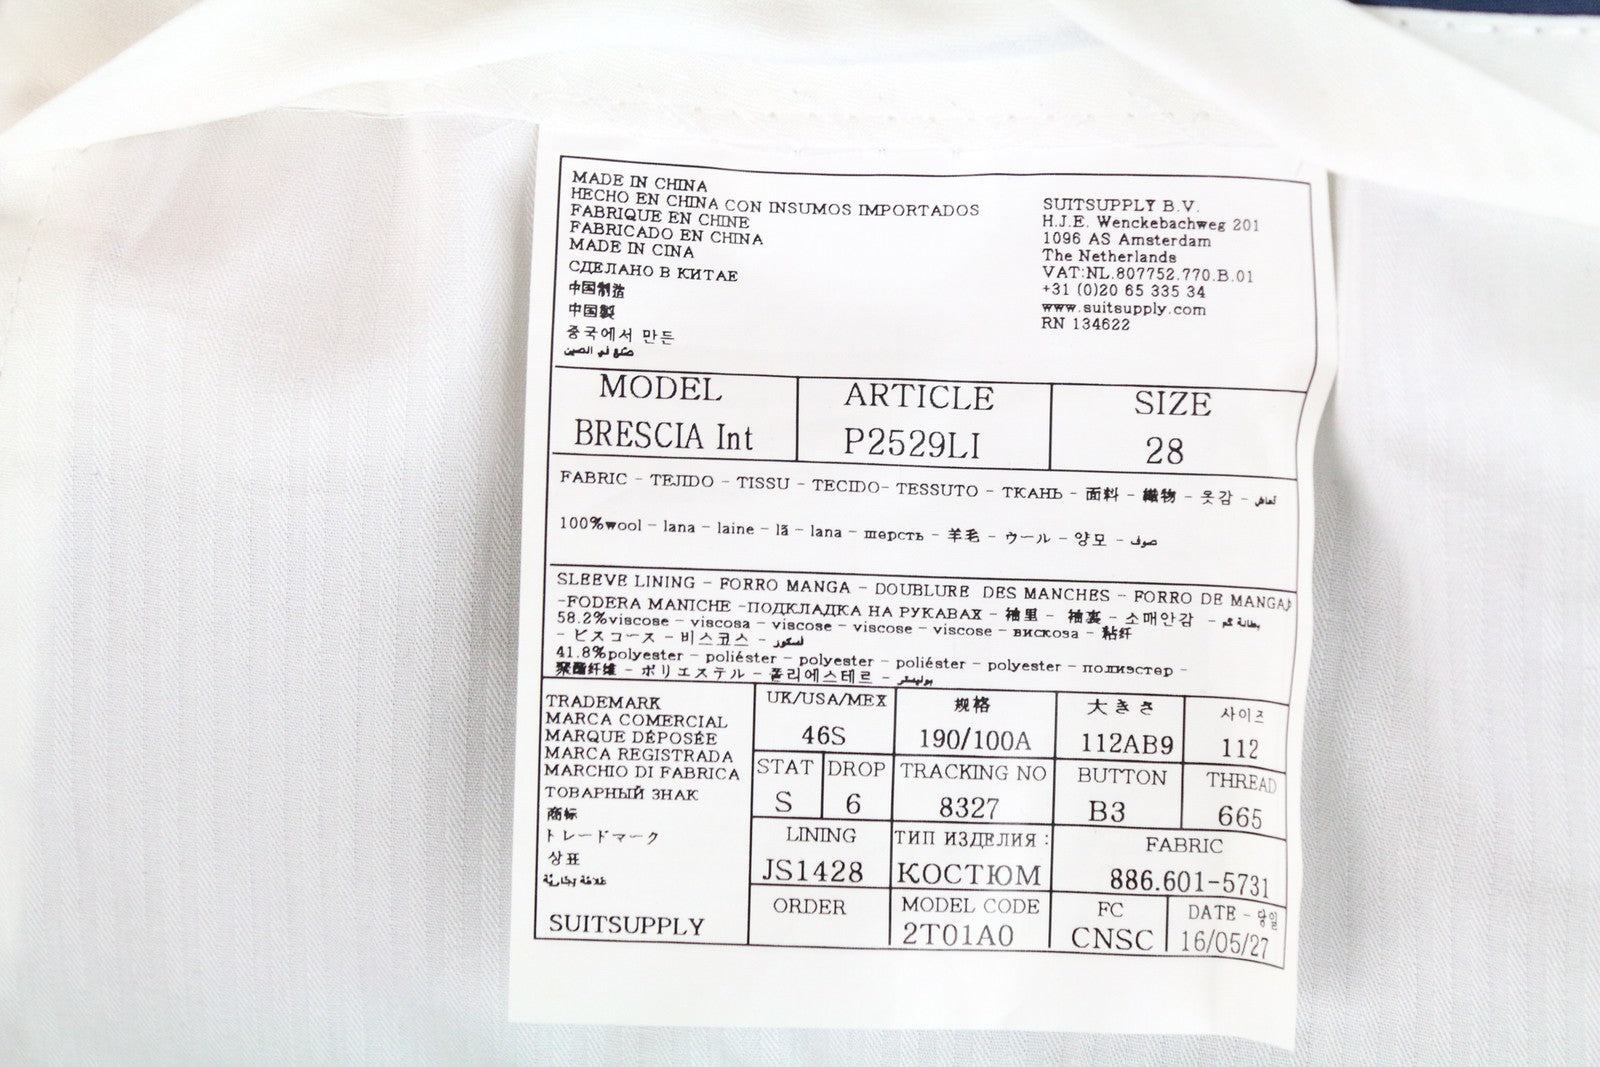 MADE IN CHINA
HECHO EN CHINA CON INSUMOS IMPORTADOS
FABRIQUE EN CHINE
FABRICADO EN CHINA
MADE IN CINA
СДЕЛАНО В КИТАЕ
中国制造
中国製
중국에서 만든
صنع في الصين
SUITSUPPLY B.V.
H.J.E. Wenckebachweg 201
1096 AS Amsterdam
The Netherlands
VAT:NL.807752.770.B.01
+31 (0)20 65 335 34
www.suitsupply.com
RN 134622
MODEL ARTICLE SIZE
BRESCIA Int P2529LI 28
FABRIC - TEJIDO - TISSU - TECIDO- TESSUTO - ТКАНЬ - 面料 - 織物 - 옷감 -
100%wool - lana - laine - lã - lana - шерсть - 羊毛 - ウール - 양모 - صوف
SLEEVE LINING - FORRO MANGA - DOUBLURE DES MANCHES - FORRO DE MANGA
-FODERA MANICHE -ПОДКЛАДКА НА РУКАВАХ - 袖里 - 袖裏 - 소매안감 - بطانة كم
58.2%viscose - viscosa - viscose - viscose - viscose - вискоза - 粘纤
- ビスコース - 비스코스 -
41.8%polyester - poliéster - polyester - poliéster - polyester - полиэстер -
聚酯纤维 - ポリエステル - 폴리에스테르 - بوليستر
TRADEMARK
MARCA COMERCIAL
MARQUE DÉPOSÉE
MARCA REGISTRADA
MARCHIO DI FABRICA
ТОВАРНЫЙ ЗНАК
商标
トレードマーク
상표
علامة تجارية
SUITSUPPLY
UK/USA/MEX 规格 大きさ 사이즈
46S 190/100A 112AB9 112
STAT DROP TRACKING NO BUTTON THREAD
S 6 8327 B3 665
LINING ТИП ИЗДЕЛИЯ : FABRIC
JS1428 КОСТЮМ 886.601-5731
ORDER MODEL CODE FC DATE - 당일
2T01A0 CNSC 16/05/27